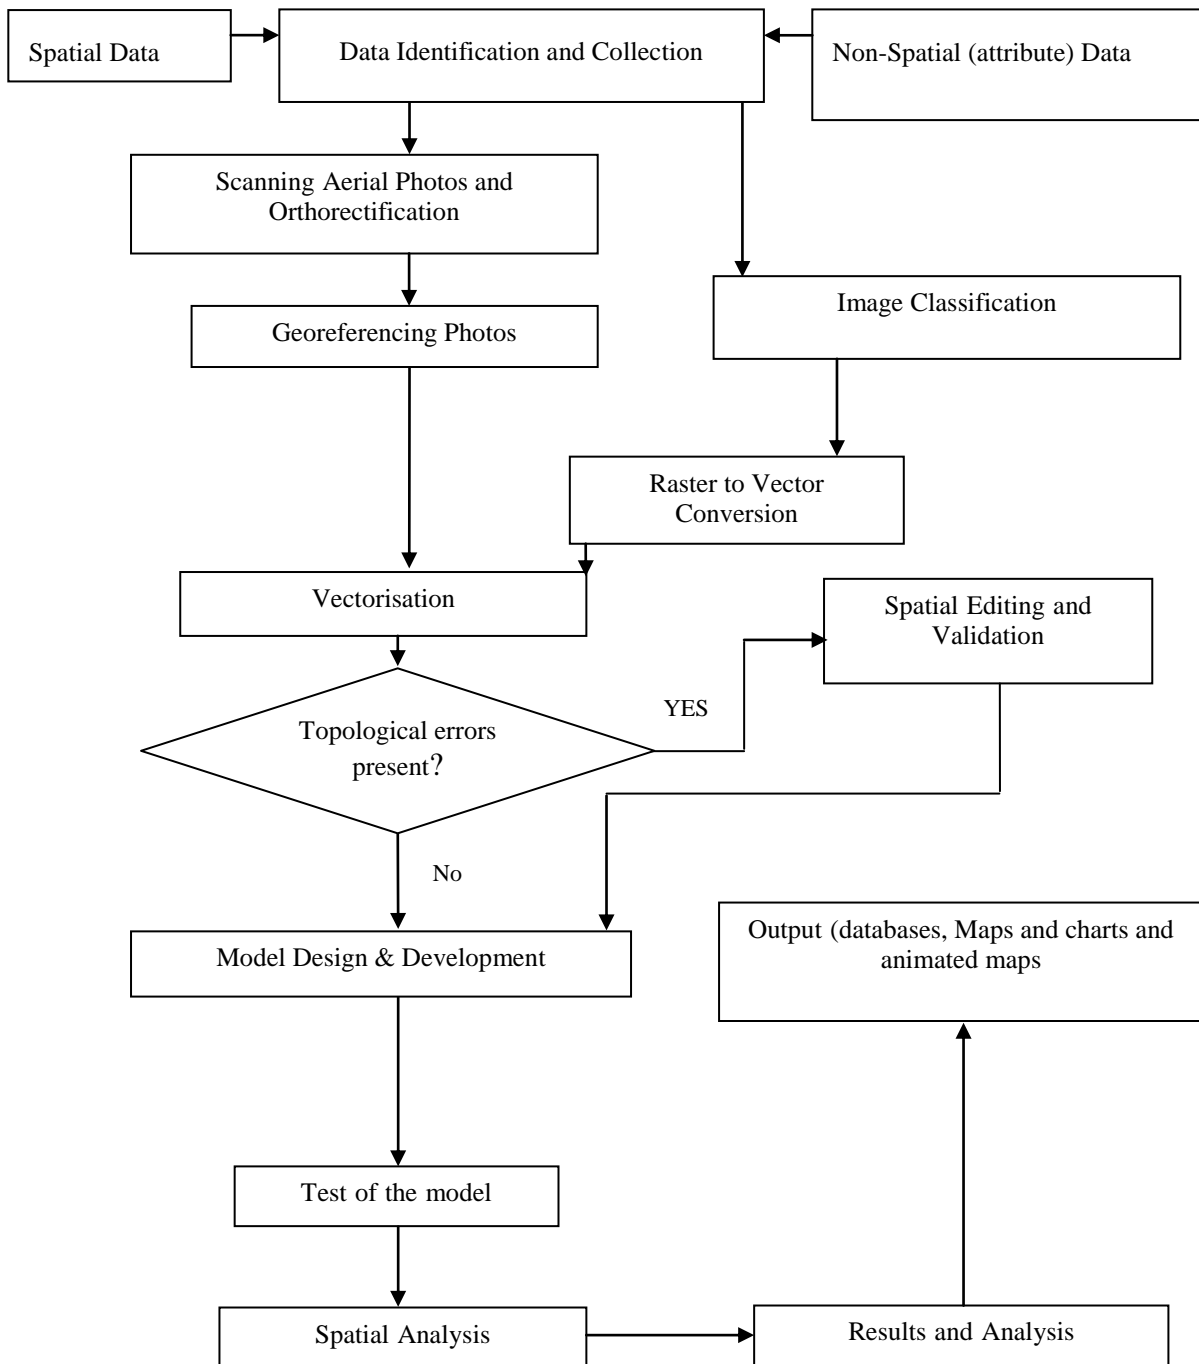 Spatial Data
Data Identification and Collection
Non-Spatial (attribute) Data
Scanning Aerial Photos and
Orthorectification
Image Classification
Georeferencing Photos
Raster to Vector
Conversion
Vectorisation
Spatial Editing and
Validation
YES
Topological errors
present?
No
Model Design & Development
Output (databases, Maps and charts and
animated maps
Test of the model
Spatial Analysis
Results and Analysis